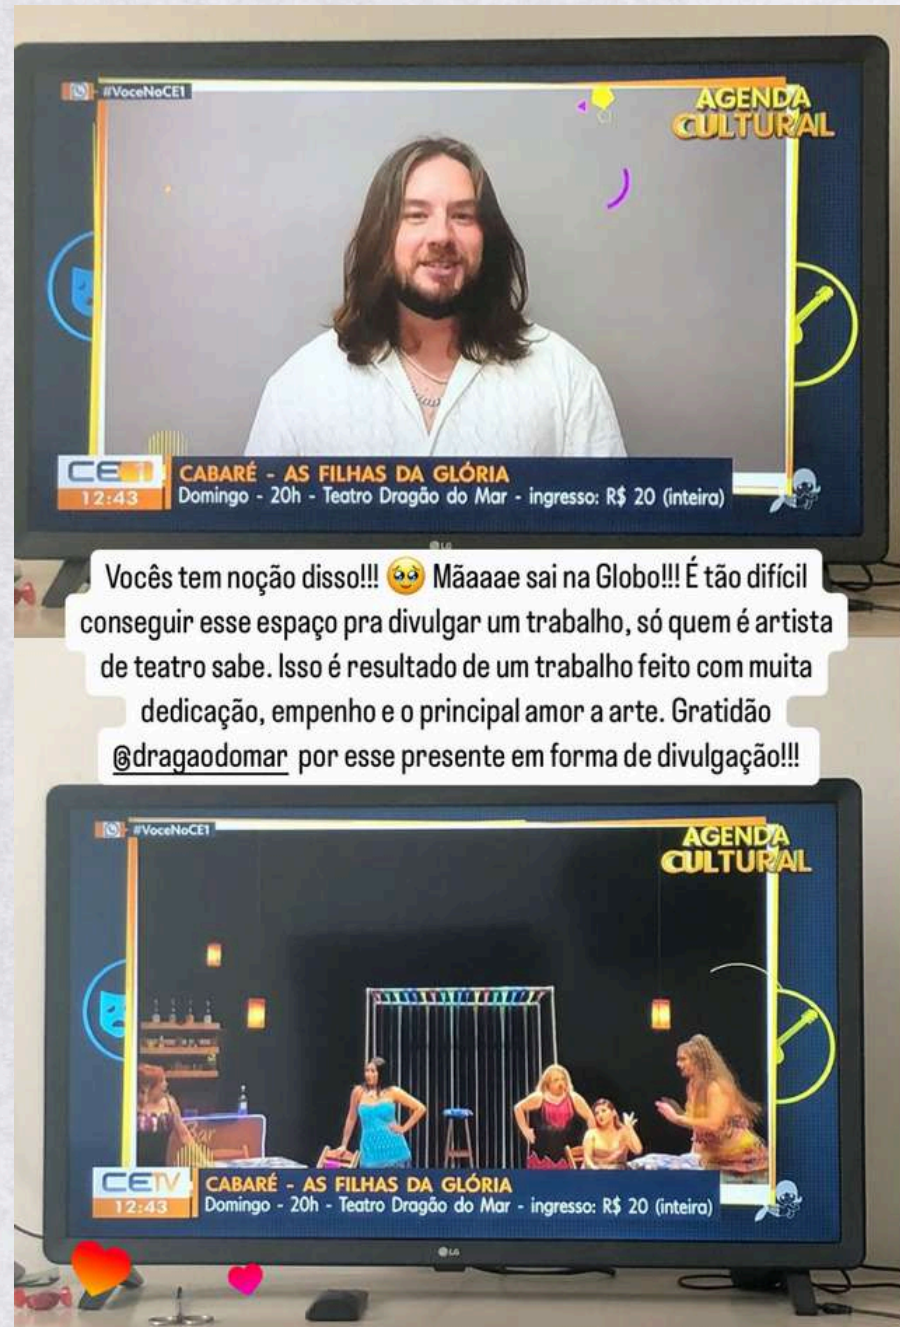 #VoceNoCE1
AGENDA
CULTURAL
CE1
12:43
CABARÉ - AS FILHAS DA GLÓRIA
Domingo - 20h - Teatro Dragão do Mar - ingresso: R$ 20 (inteira)
LG
Vocês tem noção disso!!! 🥹 Mãaaae sai na Globo!!! É tão difícil
conseguir esse espaço pra divulgar um trabalho, só quem é artista
de teatro sabe. Isso é resultado de um trabalho feito com muita
dedicação, empenho e o principal amor a arte. Gratidão
@dragaodomar por esse presente em forma de divulgação!!!
#VoceNoCE1
AGENDA
CULTURAL
Bar
CETV
12:43
CABARÉ - AS FILHAS DA GLÓRIA
Domingo - 20h - Teatro Dragão do Mar - ingresso: R$ 20 (inteira)
LG